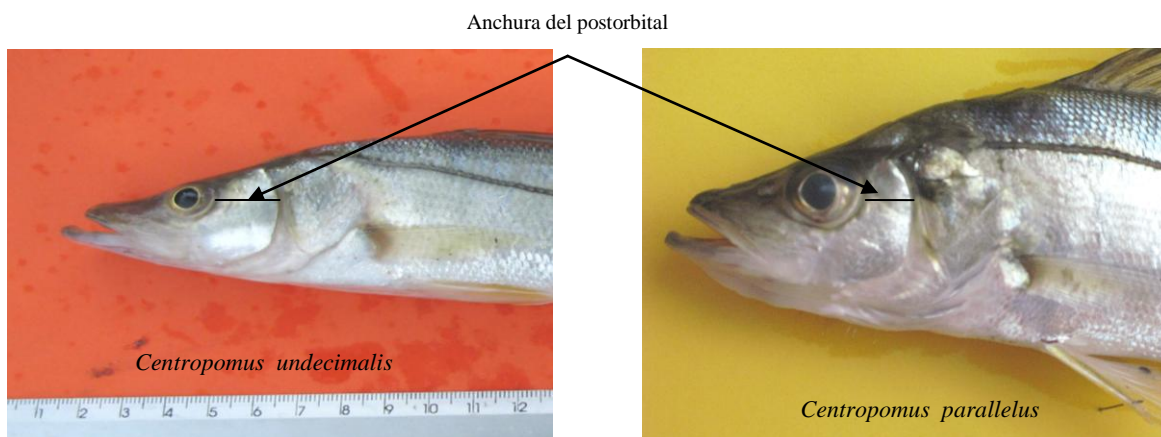 Anchura del postorbital
Centropomus undecimalis
Centropomus parallelus
1 2 3 4 5 6 7 8 9 10 11 12